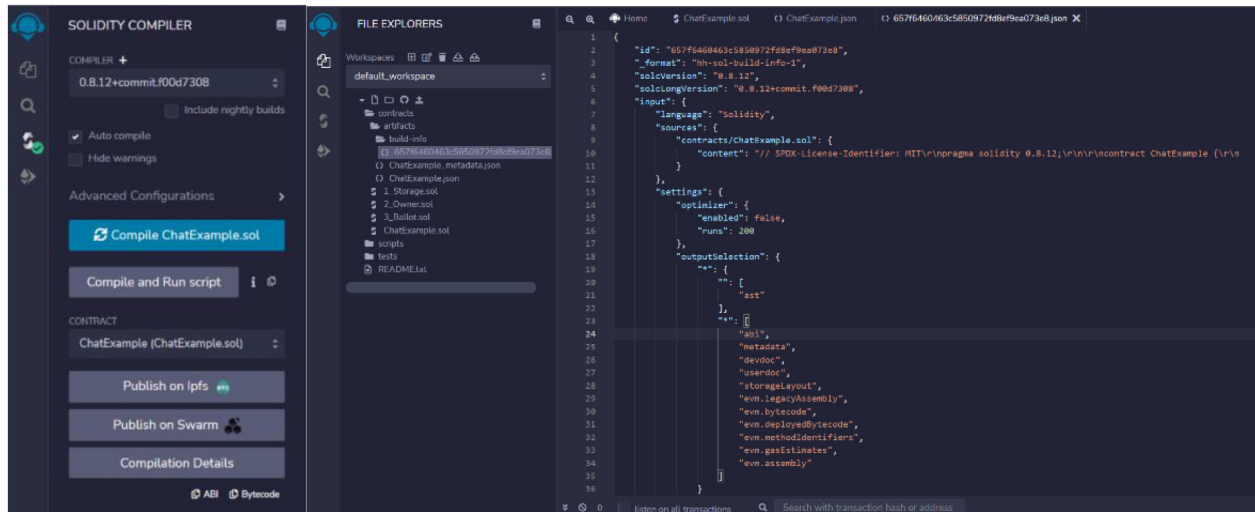 SOLIDITY COMPILER
COMPILER +
0.8.12+commit.f00d7308
Include nightly builds
Auto compile
Hide warnings
Advanced Configurations
Compile ChatExample.sol
Compile and Run script
CONTRACT
ChatExample (ChatExample.sol)
Publish on Ipfs
Publish on Swarm
Compilation Details
ABI Bytecode
FILE EXPLORERS
Workspaces
default_workspace
contracts
artifacts
build-info
657f6460463c5850972fd8ef9ea073e8
ChatExample_metadata.json
ChatExample.json
1_Storage.sol
2_Owner.sol
3_Ballot.sol
ChatExample.sol
scripts
tests
README.txt
Home ChatExample.sol ChatExample.json 657f6460463c5850972fd8ef9ea073e8.json
1 {
2 "id": "657f6460463c5850972fd8ef9ea073e8",
3 "_format": "hh-sol-build-info-1",
4 "solcVersion": "0.8.12",
5 "solcLongVersion": "0.8.12+commit.f00d7308",
6 "input": {
7 "language": "Solidity",
8 "sources": {
9 "contracts/ChatExample.sol": {
10 "content": "// SPDX-License-Identifier: MIT\r\npragma solidity 0.8.12;\r\n\r\ncontract ChatExample {\r\n
11 }
12 },
13 "settings": {
14 "optimizer": {
15 "enabled": false,
16 "runs": 200
17 },
18 "outputSelection": {
19 "*": {
20 "": [
21 "ast"
22 ],
23 "*": [
24 "abi",
25 "metadata",
26 "devdoc",
27 "userdoc",
28 "storageLayout",
29 "evm.legacyAssembly",
30 "evm.bytecode",
31 "evm.deployedBytecode",
32 "evm.methodIdentifiers",
33 "evm.gasEstimates",
34 "evm.assembly"
35 ]
36 }
0 listen on all transactions Search with transaction hash or address